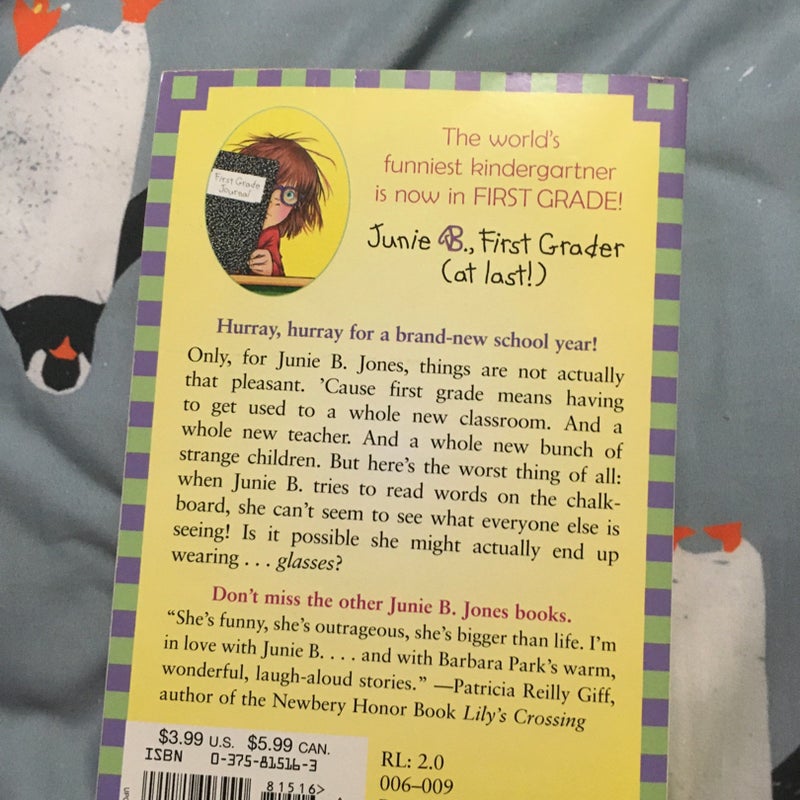 First Grade
Journal
The world's
funniest kindergartner
is now in FIRST GRADE!
Junie B., First Grader
(at last!)
Hurray, hurray for a brand-new school year!
Only, for Junie B. Jones, things are not actually
that pleasant. 'Cause first grade means having
to get used to a whole new classroom. And a
whole new teacher. And a whole new bunch of
strange children. But here's the worst thing of all:
when Junie B. tries to read words on the chalk-
board, she can't seem to see what everyone else is
seeing! Is it possible she might actually end up
wearing . . . glasses?
Don't miss the other Junie B. Jones books.
“She's funny, she's outrageous, she's bigger than life. I'm
in love with Junie B. . . . and with Barbara Park's warm,
wonderful, laugh-aloud stories.” —Patricia Reilly Giff,
author of the Newbery Honor Book Lily's Crossing
$3.99 U.S. $5.99 CAN.
ISBN 0-375-81516-3
81516>
RL: 2.0
006–009